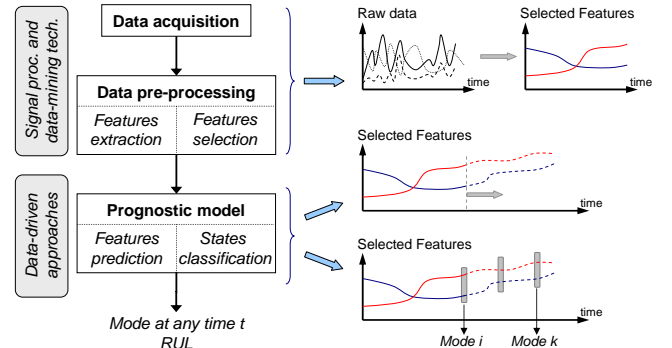 Signal proc. and
data-mining tech.
Data acquisition
Data pre-processing
Features
extraction
Features
selection
Raw data
time
Selected Features
time
Data-driven
approaches
Prognostic model
Features
prediction
States
classification
Mode at any time t
RUL
Selected Features
time
Selected Features
time
Mode i
Mode k